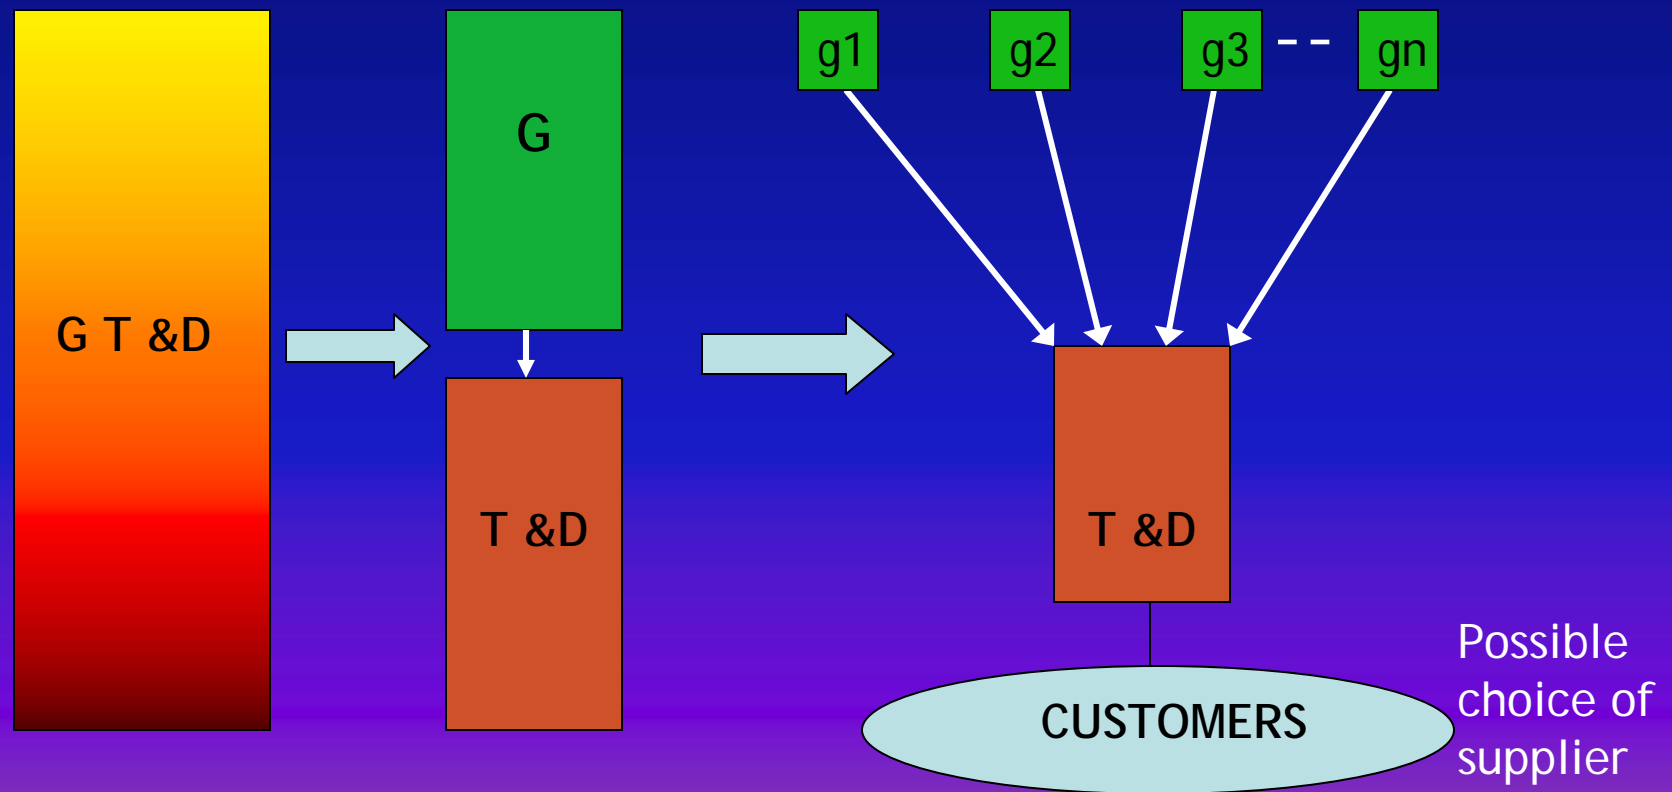 G T &D
G
T &D
g1 g2 g3 -- gn
T &D
CUSTOMERS
Possible
choice of
supplier